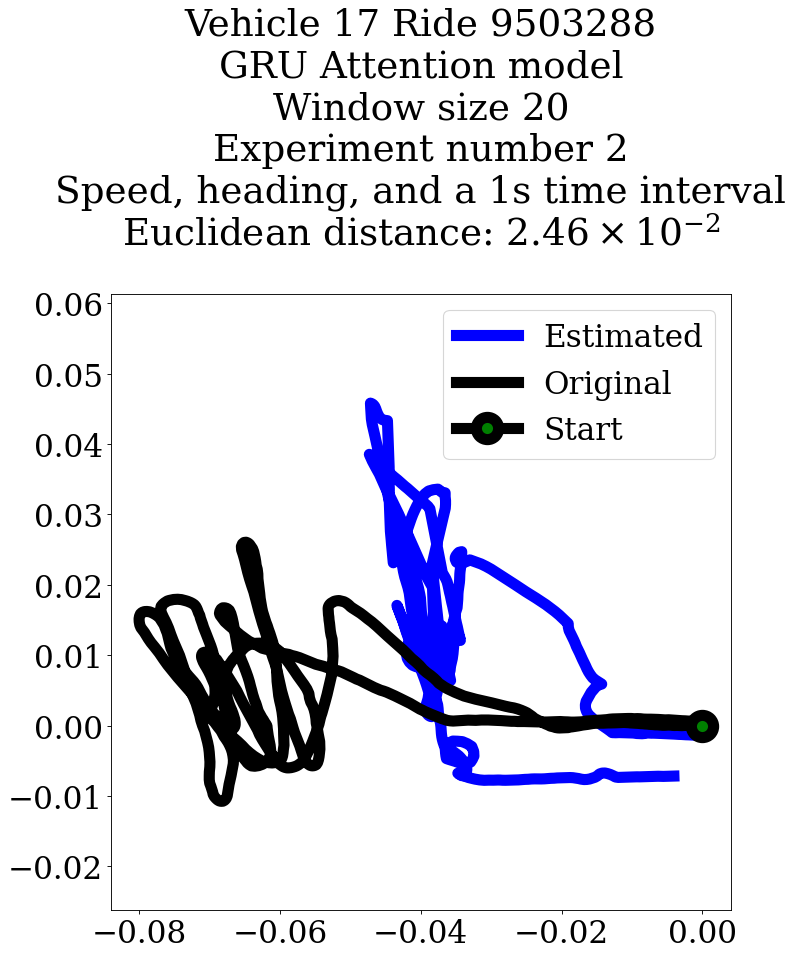 Vehicle 17 Ride 9503288
GRU Attention model
Window size 20
Experiment number 2
Speed, heading, and a 1s time interval
Euclidean distance: 2.46 × 10⁻²
Estimated
Original
Start
0.06
0.05
0.04
0.03
0.02
0.01
0.00
−0.01
−0.02
−0.08 −0.06 −0.04 −0.02 0.00